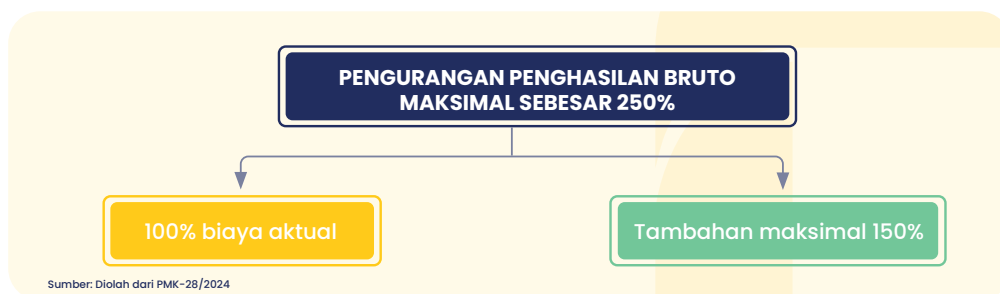 PENGURANGAN PENGHASILAN BRUTO
MAKSIMAL SEBESAR 250%
100% biaya aktual
Tambahan maksimal 150%
Sumber: Diolah dari PMK-28/2024